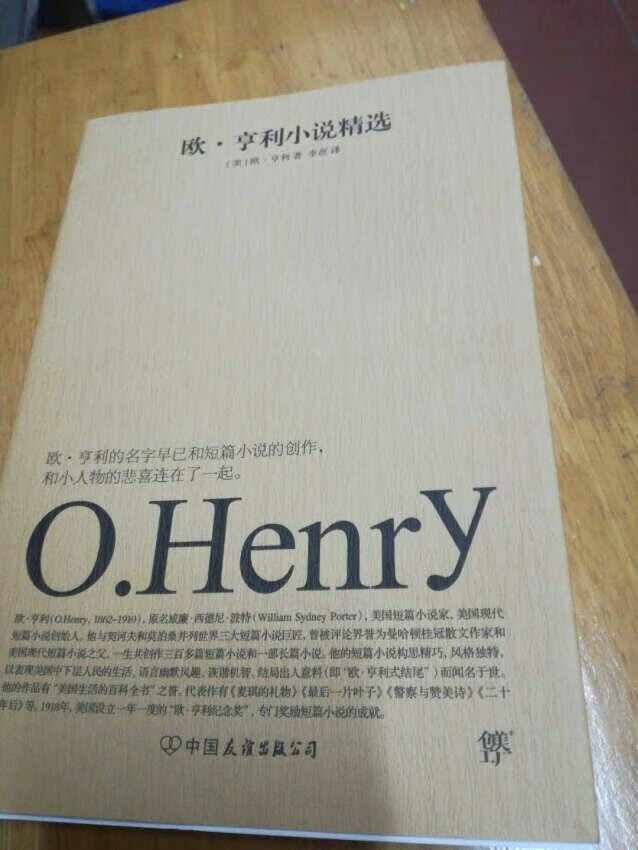 欧·亨利小说精选
[美]欧·亨利 著 李彦 译
欧·亨利的名字早已和短篇小说的创作，
和小人物的悲喜连在了一起。
O.Henry
欧·亨利(O.Henry, 1862-1910)，原名威廉·西德尼·波特(William Sydney Porter)，美国短篇小说家，美国现代
短篇小说创始人。他与契诃夫和莫泊桑并列世界三大短篇小说巨匠，曾被评论界誉为曼哈顿桂冠散文作家和
美国现代短篇小说之父。一生共创作三百多篇短篇小说和一部长篇小说。他的短篇小说构思精巧，风格独特，
以表现美国中下层人民的生活、语言幽默风趣、诙谐机智、结局出人意料(即"欧·亨利式结尾")而闻名于世。
他的作品有"美国生活的百科全书"之誉，代表作有《麦琪的礼物》《最后一片叶子》《警察与赞美诗》《二十
年后》等。1918年，美国设立一年一度的"欧·亨利纪念奖"，专门奖励短篇小说的成就。
中国友谊出版公司
创美